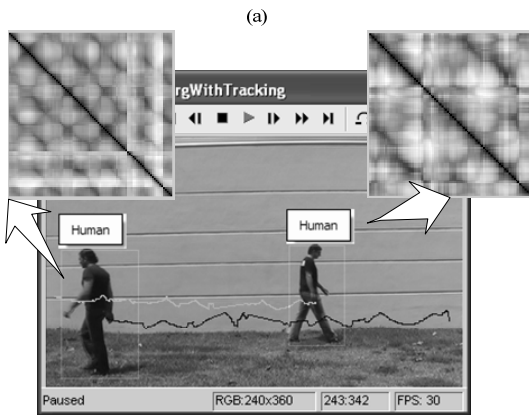 (a)
rgWithTracking
Human
Human
Paused
RGB:240x360
243:342
FPS: 30